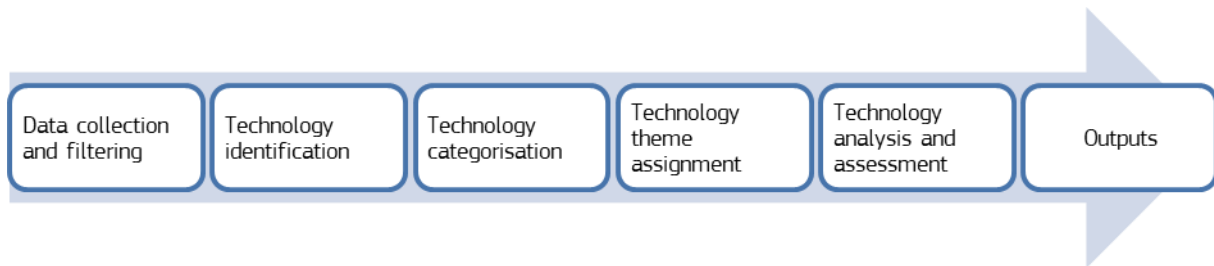 Data collection
and filtering
Technology
identification
Technology
categorisation
Technology
theme
assignment
Technology
analysis and
assessment
Outputs